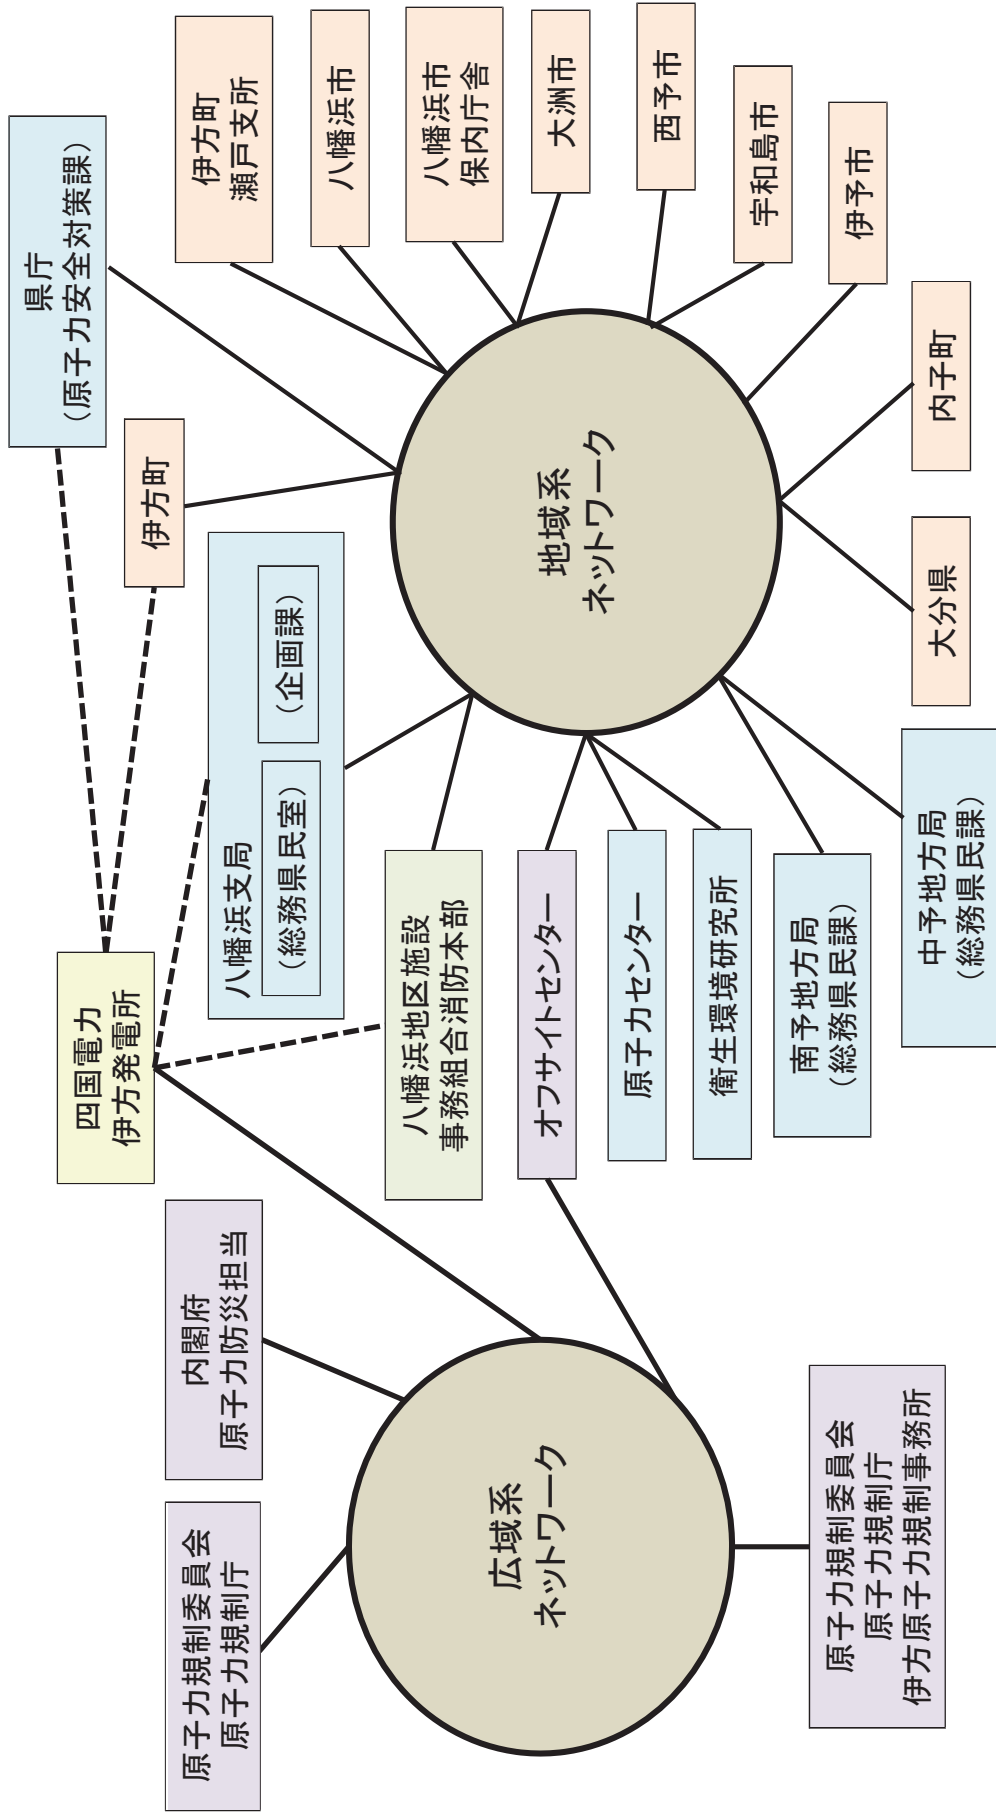 原子力規制委員会
原子力規制庁
内閣府
原子力防災担当
四国電力
伊方発電所
県庁
（原子力安全対策課）
伊方町
伊方町
瀬戸支所
八幡浜市
八幡浜市
保内庁舎
大洲市
西予市
宇和島市
伊予市
内子町
大分県
八幡浜支局
（総務県民室）
（企画課）
八幡浜地区施設
事務組合消防本部
オフサイトセンター
原子力センター
衛生環境研究所
南予地方局
（総務県民課）
中予地方局
（総務県民課）
地域系
ネットワーク
広域系
ネットワーク
原子力規制委員会
原子力規制庁
伊方原子力規制事務所